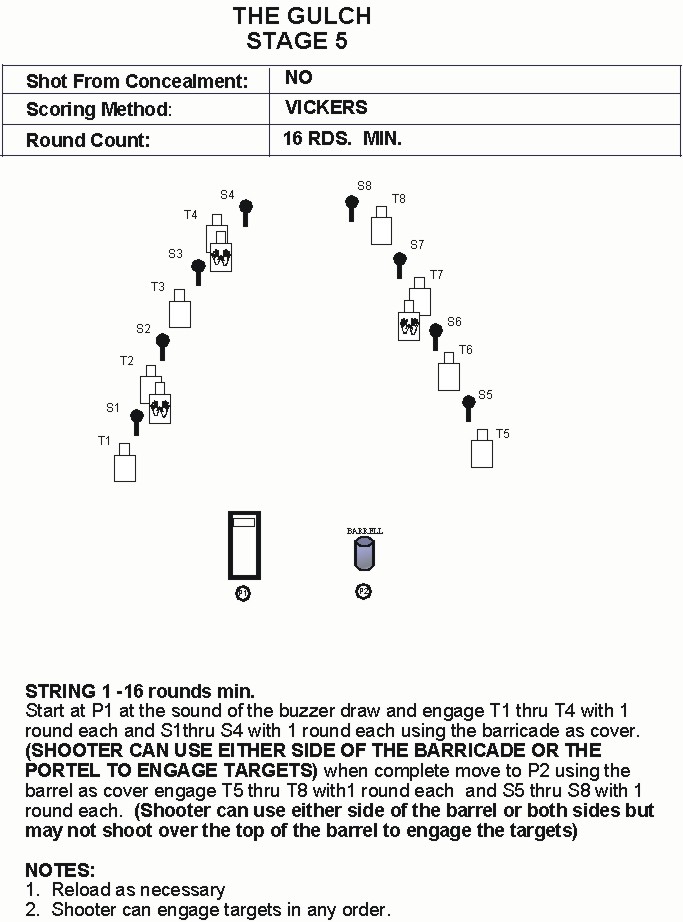 THE GULCH
STAGE 5
Shot From Concealment: NO
Scoring Method: VICKERS
Round Count: 16 RDS. MIN.
S4
S8
T4
T8
S3
S7
T3
T7
S2
S6
T2
T6
S1
S5
T1
T5
BARRELL
P1
P2
STRING 1 -16 rounds min.
Start at P1 at the sound of the buzzer draw and engage T1 thru T4 with 1
round each and S1thru S4 with 1 round each using the barricade as cover.
(SHOOTER CAN USE EITHER SIDE OF THE BARRICADE OR THE
PORTEL TO ENGAGE TARGETS) when complete move to P2 using the
barrel as cover engage T5 thru T8 with1 round each and S5 thru S8 with 1
round each. (Shooter can use either side of the barrel or both sides but
may not shoot over the top of the barrel to engage the targets)
NOTES:
1. Reload as necessary
2. Shooter can engage targets in any order.